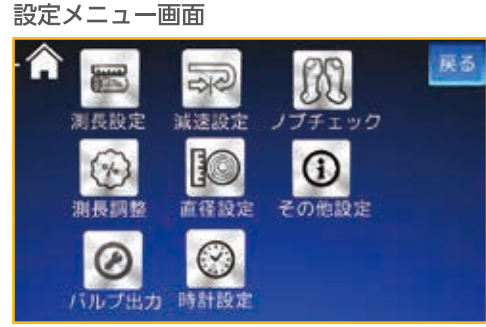 設定メニュー画面
戻る
測長設定 減速設定 ノブチェック
測長調整 直径設定 その他設定
バルブ出力 時計設定